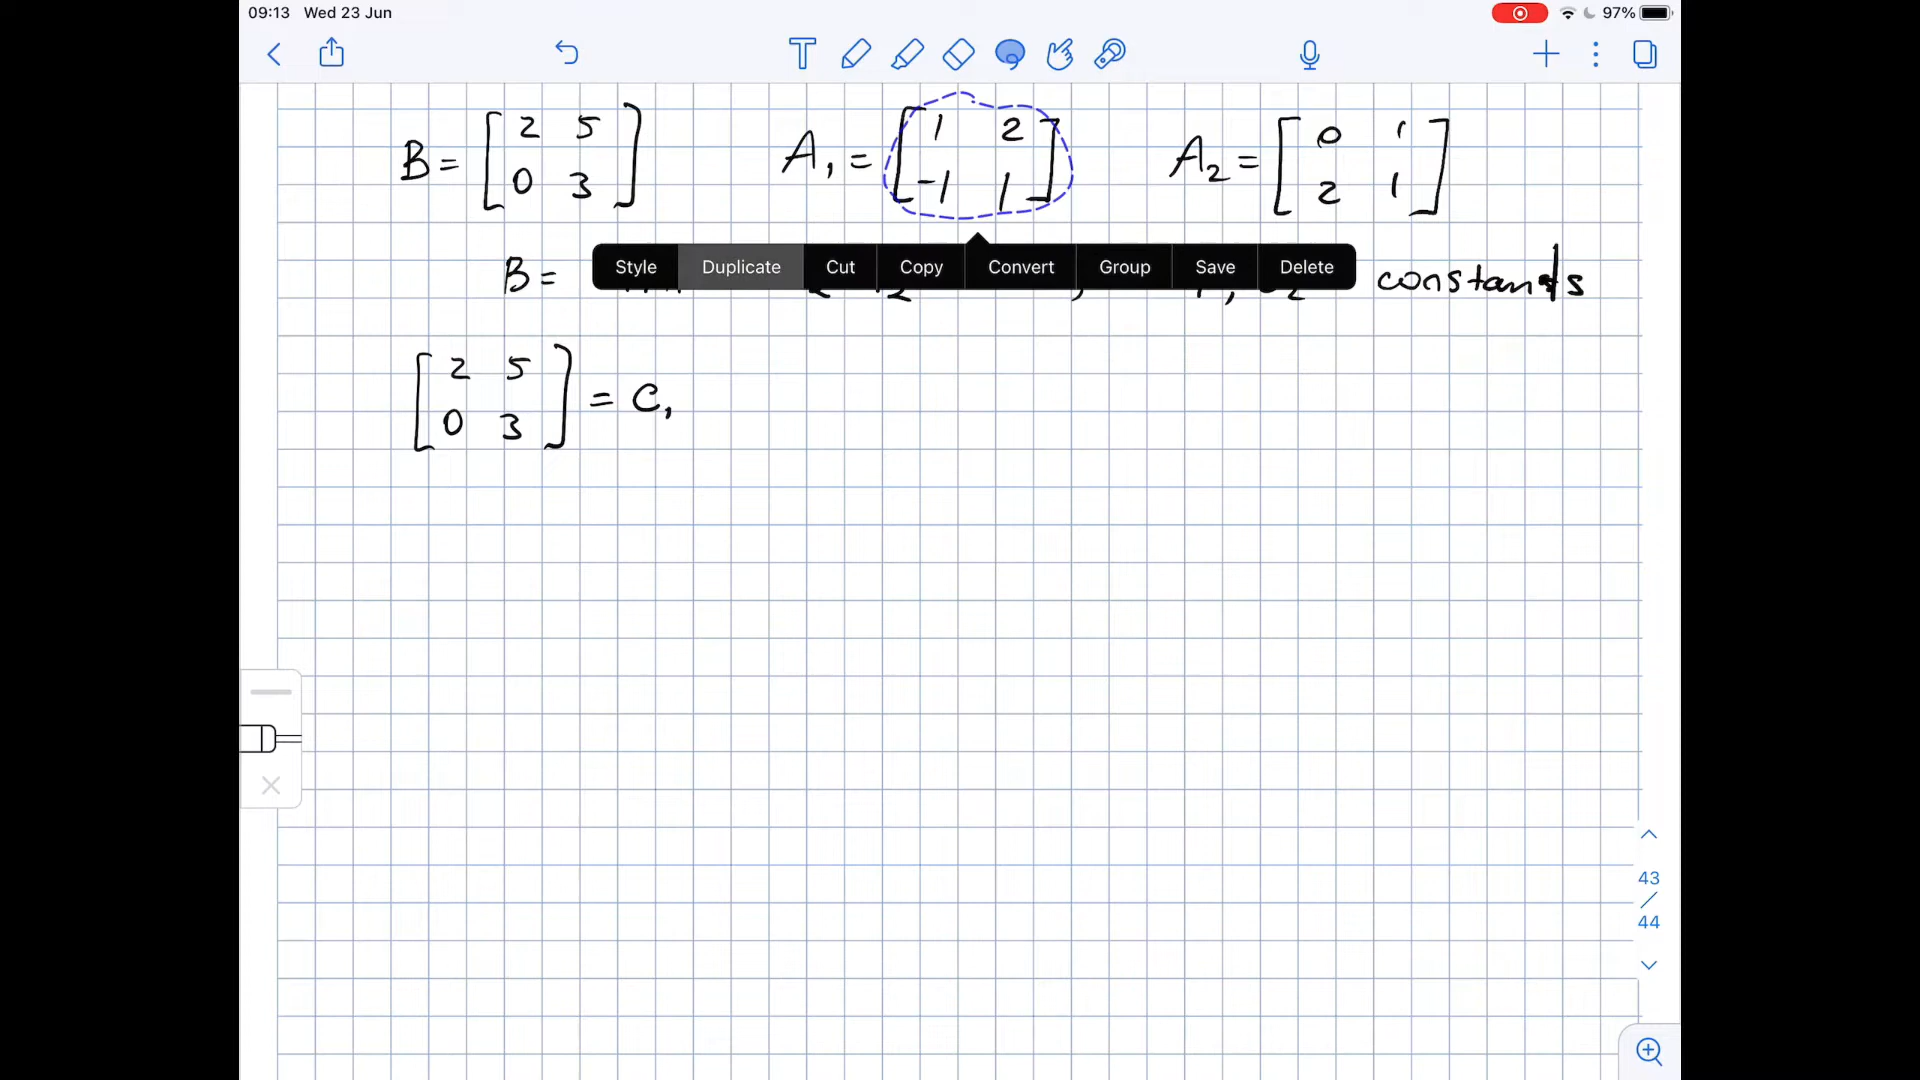 09:13 Wed 23 Jun 97%
B = [2 5 A₁ = [1 2] A₂ = [0 1
0 3] -1 1] 2 1]
Style Duplicate Cut Copy Convert Group Save Delete
B = constants
[2 5
0 3] = C₁
43
/
44